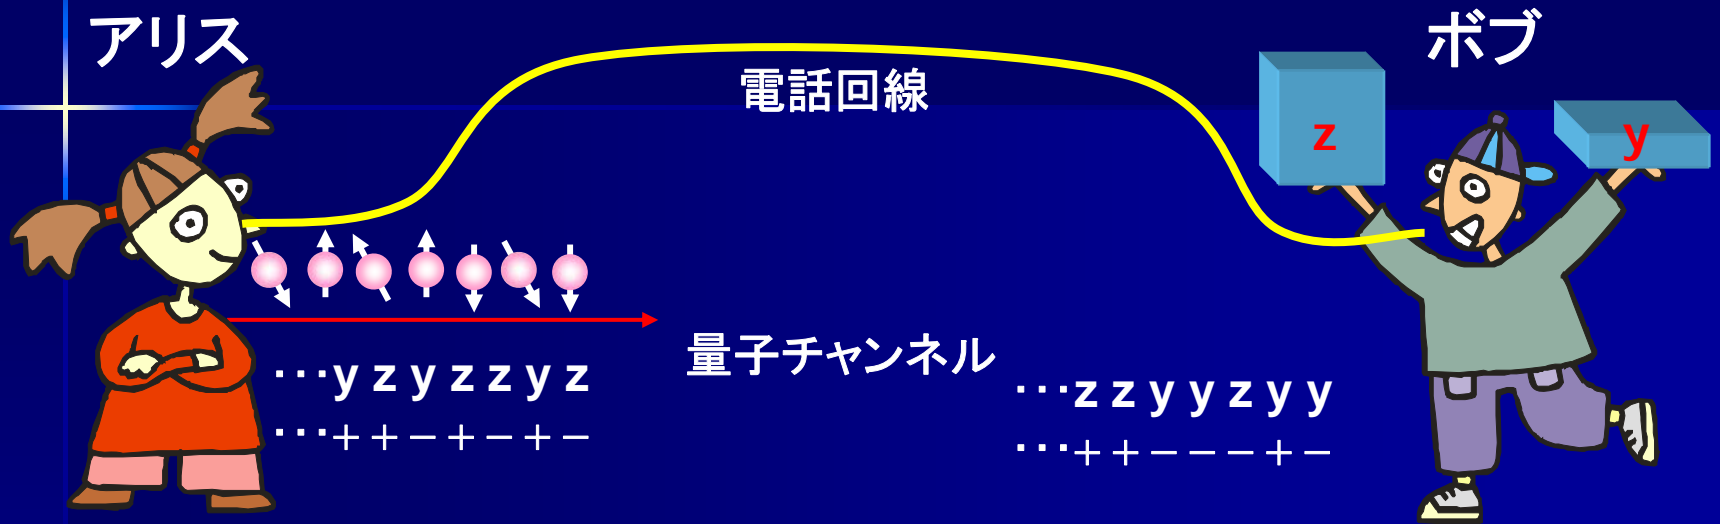 アリス
ボブ
電話回線
z
y
量子チャンネル
･･･y z y z z y z
･･･＋＋－＋－＋－
･･･z z y y z y y
･･･＋＋－－－＋－